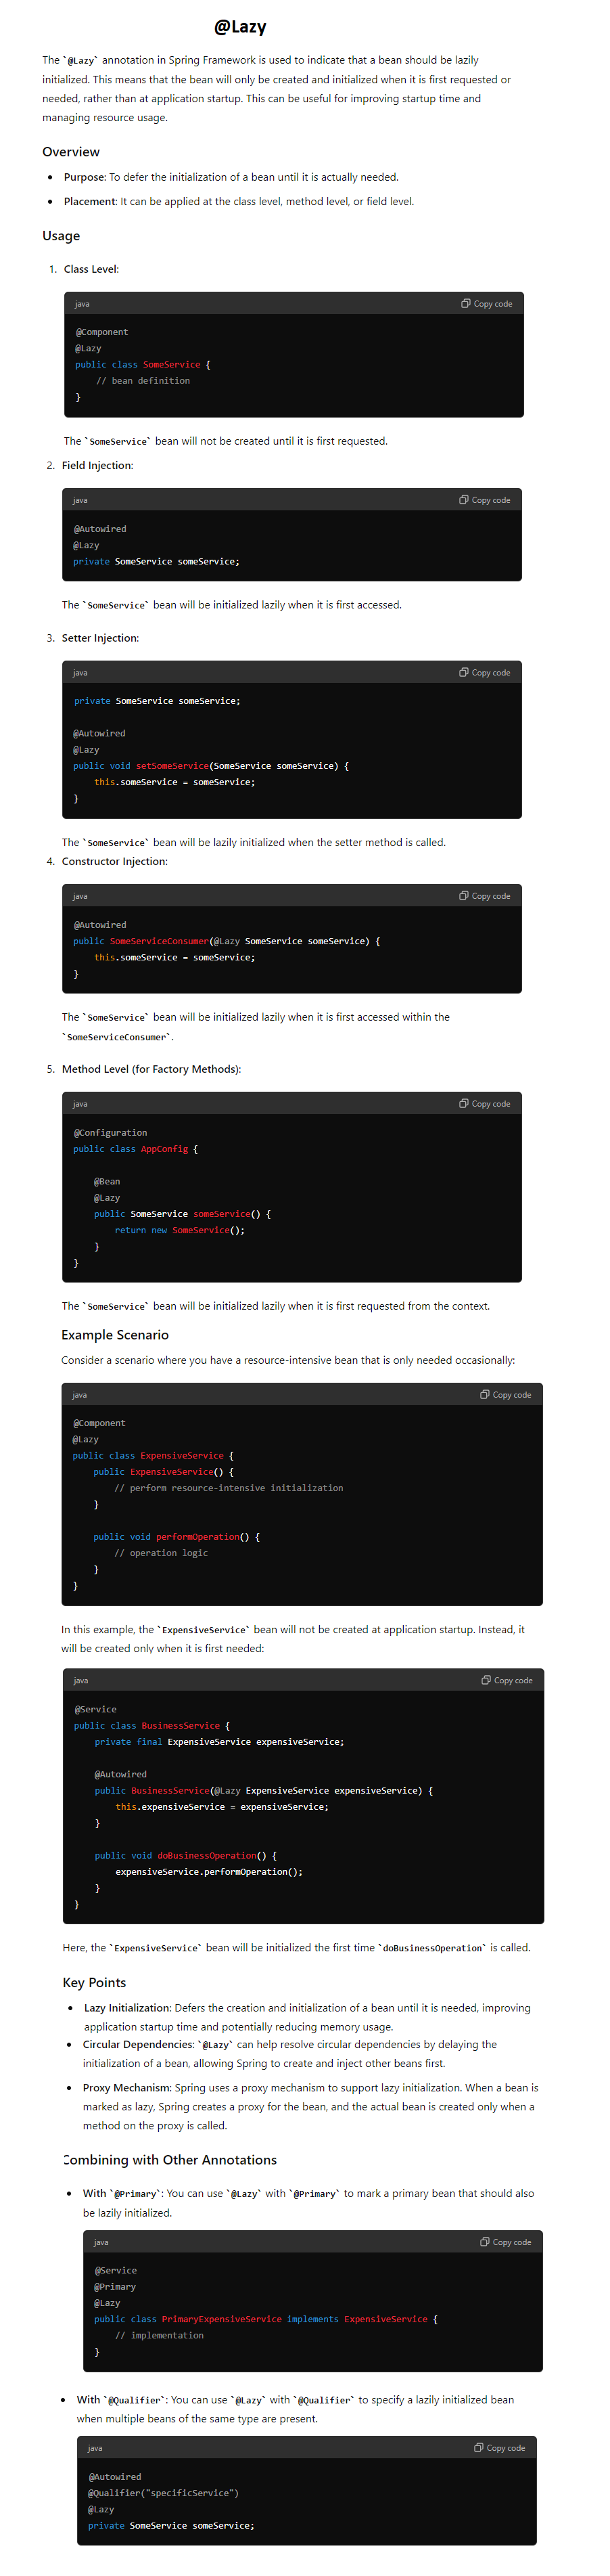 @Lazy
The `@Lazy` annotation in Spring Framework is used to indicate that a bean should be lazily
initialized. This means that the bean will only be created and initialized when it is first requested or
needed, rather than at application startup. This can be useful for improving startup time and
managing resource usage.
Overview
• Purpose: To defer the initialization of a bean until it is actually needed.
• Placement: It can be applied at the class level, method level, or field level.
Usage
1. Class Level:
java Copy code
@Component
@Lazy
public class SomeService {
// bean definition
}
The `SomeService` bean will not be created until it is first requested.
2. Field Injection:
java Copy code
@Autowired
@Lazy
private SomeService someService;
The `SomeService` bean will be initialized lazily when it is first accessed.
3. Setter Injection:
java Copy code
private SomeService someService;
@Autowired
@Lazy
public void setSomeService(SomeService someService) {
this.someService = someService;
}
The `SomeService` bean will be lazily initialized when the setter method is called.
4. Constructor Injection:
java Copy code
@Autowired
public SomeServiceConsumer(@Lazy SomeService someService) {
this.someService = someService;
}
The `SomeService` bean will be initialized lazily when it is first accessed within the
`SomeServiceConsumer`.
5. Method Level (for Factory Methods):
java Copy code
@Configuration
public class AppConfig {
@Bean
@Lazy
public SomeService someService() {
return new SomeService();
}
}
The `SomeService` bean will be initialized lazily when it is first requested from the context.
Example Scenario
Consider a scenario where you have a resource-intensive bean that is only needed occasionally:
java Copy code
@Component
@Lazy
public class ExpensiveService {
public ExpensiveService() {
// perform resource-intensive initialization
}
public void performOperation() {
// operation logic
}
}
In this example, the `ExpensiveService` bean will not be created at application startup. Instead, it
will be created only when it is first needed:
java Copy code
@Service
public class BusinessService {
private final ExpensiveService expensiveService;
@Autowired
public BusinessService(@Lazy ExpensiveService expensiveService) {
this.expensiveService = expensiveService;
}
public void doBusinessOperation() {
expensiveService.performOperation();
}
}
Here, the `ExpensiveService` bean will be initialized the first time `doBusinessOperation` is called.
Key Points
• Lazy Initialization: Defers the creation and initialization of a bean until it is needed, improving
application startup time and potentially reducing memory usage.
• Circular Dependencies: `@Lazy` can help resolve circular dependencies by delaying the
initialization of a bean, allowing Spring to create and inject other beans first.
• Proxy Mechanism: Spring uses a proxy mechanism to support lazy initialization. When a bean is
marked as lazy, Spring creates a proxy for the bean, and the actual bean is created only when a
method on the proxy is called.
Combining with Other Annotations
• With `@Primary`: You can use `@Lazy` with `@Primary` to mark a primary bean that should also
be lazily initialized.
java Copy code
@Service
@Primary
@Lazy
public class PrimaryExpensiveService implements ExpensiveService {
// implementation
}
• With `@Qualifier`: You can use `@Lazy` with `@Qualifier` to specify a lazily initialized bean
when multiple beans of the same type are present.
java Copy code
@Autowired
@Qualifier("specificService")
@Lazy
private SomeService someService;